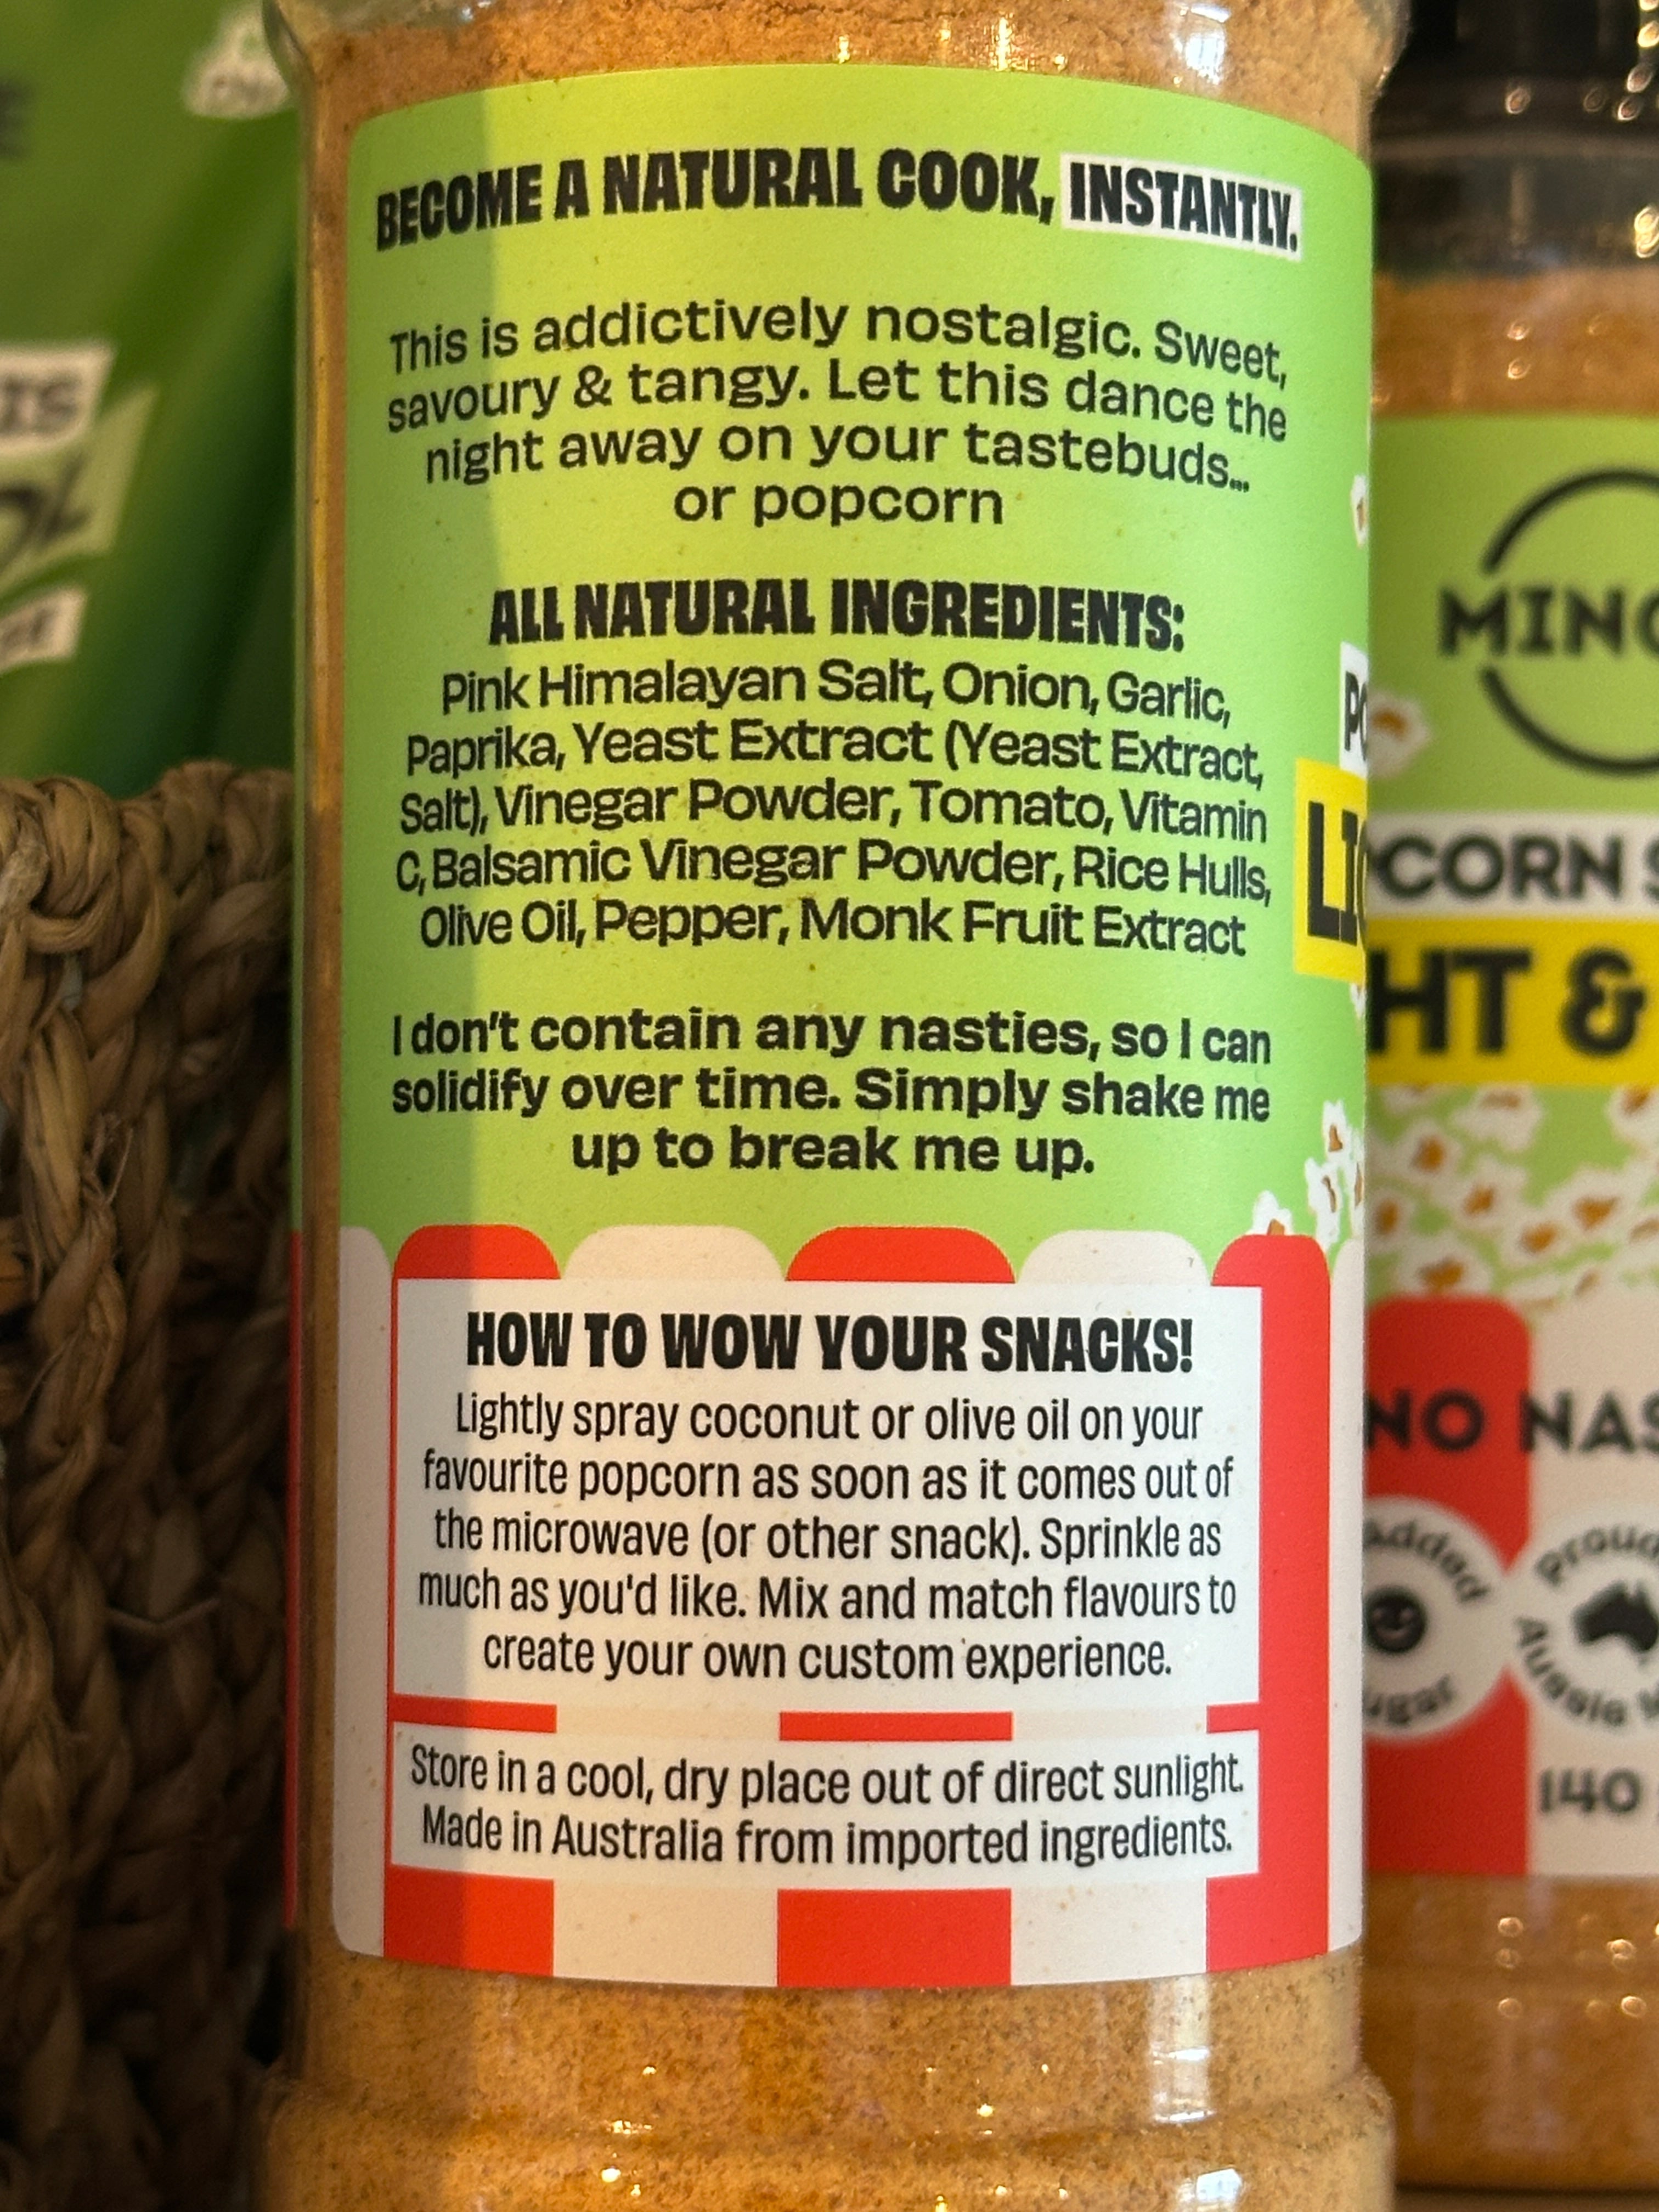 BECOME A NATURAL COOK, INSTANTLY.
This is addictively nostalgic. Sweet,
savoury & tangy. Let this dance the
night away on your tastebuds...
or popcorn
ALL NATURAL INGREDIENTS:
Pink Himalayan Salt, Onion, Garlic,
Paprika, Yeast Extract (Yeast Extract,
Salt), Vinegar Powder, Tomato, Vitamin
C, Balsamic Vinegar Powder, Rice Hulls,
Olive Oil, Pepper, Monk Fruit Extract
I don't contain any nasties, so I can
solidify over time. Simply shake me
up to break me up.
HOW TO WOW YOUR SNACKS!
Lightly spray coconut or olive oil on your
favourite popcorn as soon as it comes out of
the microwave (or other snack). Sprinkle as
much as you'd like. Mix and match flavours to
create your own custom experience.
Store in a cool, dry place out of direct sunlight.
Made in Australia from imported ingredients.
MING
CORN S
HT &
NO NAS
Added
ugar
Proud
Aussie
140